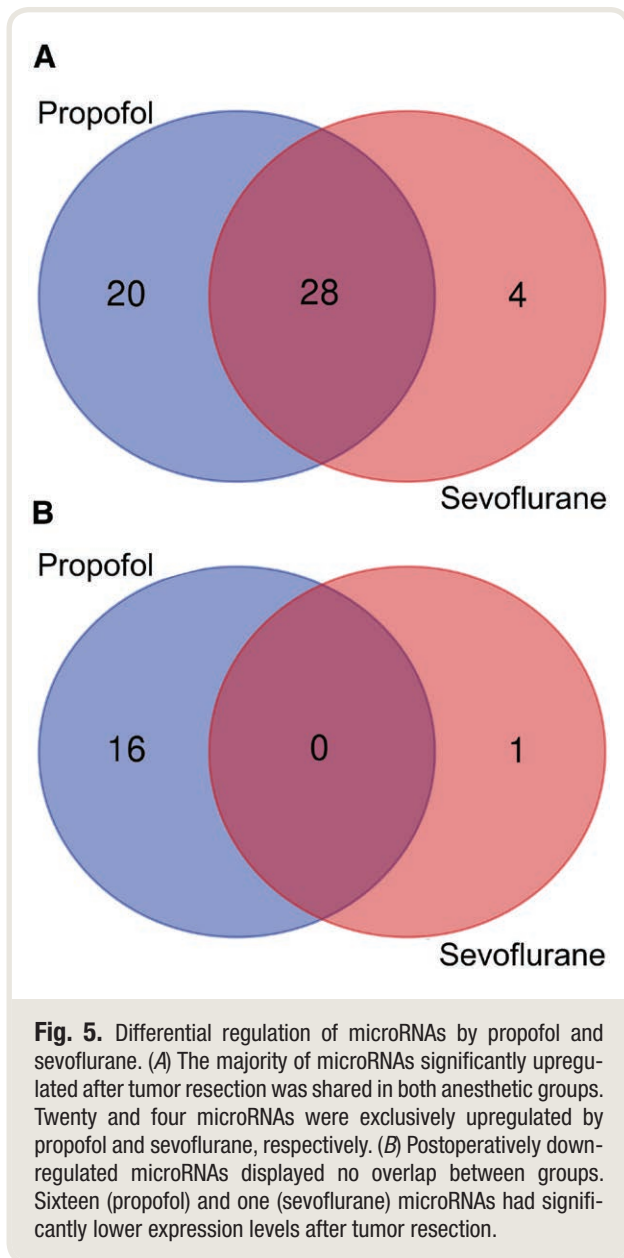 A
Propofol
20
28
4
Sevoflurane
B
Propofol
16
0
1
Sevoflurane
Fig. 5. Differential regulation of microRNAs by propofol and
sevoflurane. (A) The majority of microRNAs significantly upregu-
lated after tumor resection was shared in both anesthetic groups.
Twenty and four microRNAs were exclusively upregulated by
propofol and sevoflurane, respectively. (B) Postoperatively down-
regulated microRNAs displayed no overlap between groups.
Sixteen (propofol) and one (sevoflurane) microRNAs had signifi-
cantly lower expression levels after tumor resection.